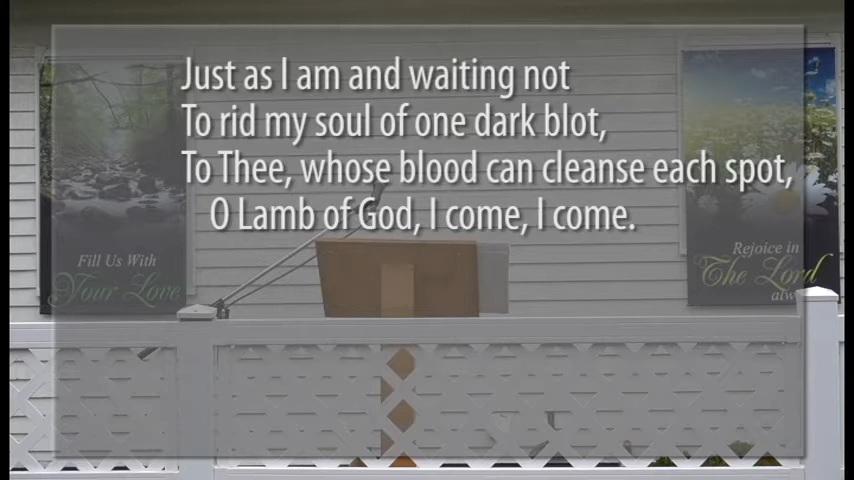 Just as I am and waiting not
To rid my soul of one dark blot,
To Thee, whose blood can cleanse each spot,
O Lamb of God, I come, I come.
Fill Us With
Your Love
Rejoice in
The Lord
alw